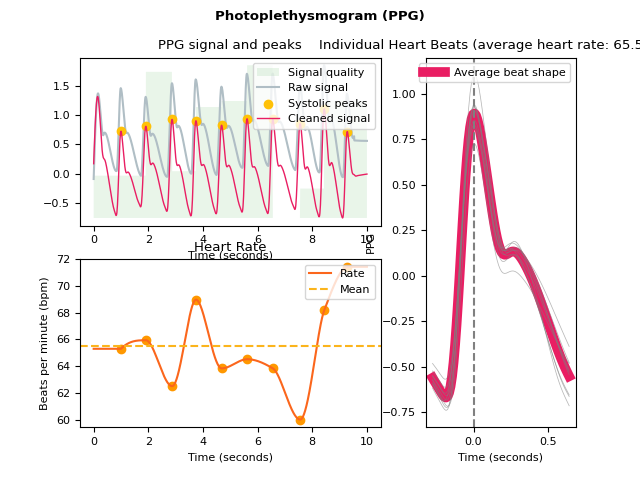 Photoplethysmogram (PPG)
PPG signal and peaks
Individual Heart Beats (average heart rate: 65.5
Signal quality
Raw signal
Systolic peaks
Cleaned signal
1.5
1.0
0.5
0.0
−0.5
0 2 4 6 8 10
Time (seconds)
Heart Rate
Beats per minute (bpm)
72
70
68
66
64
62
60
Rate
Mean
0 2 4 6 8 10
Time (seconds)
PPG
Average beat shape
1.00
0.75
0.50
0.25
0.00
−0.25
−0.50
−0.75
0.0 0.5
Time (seconds)